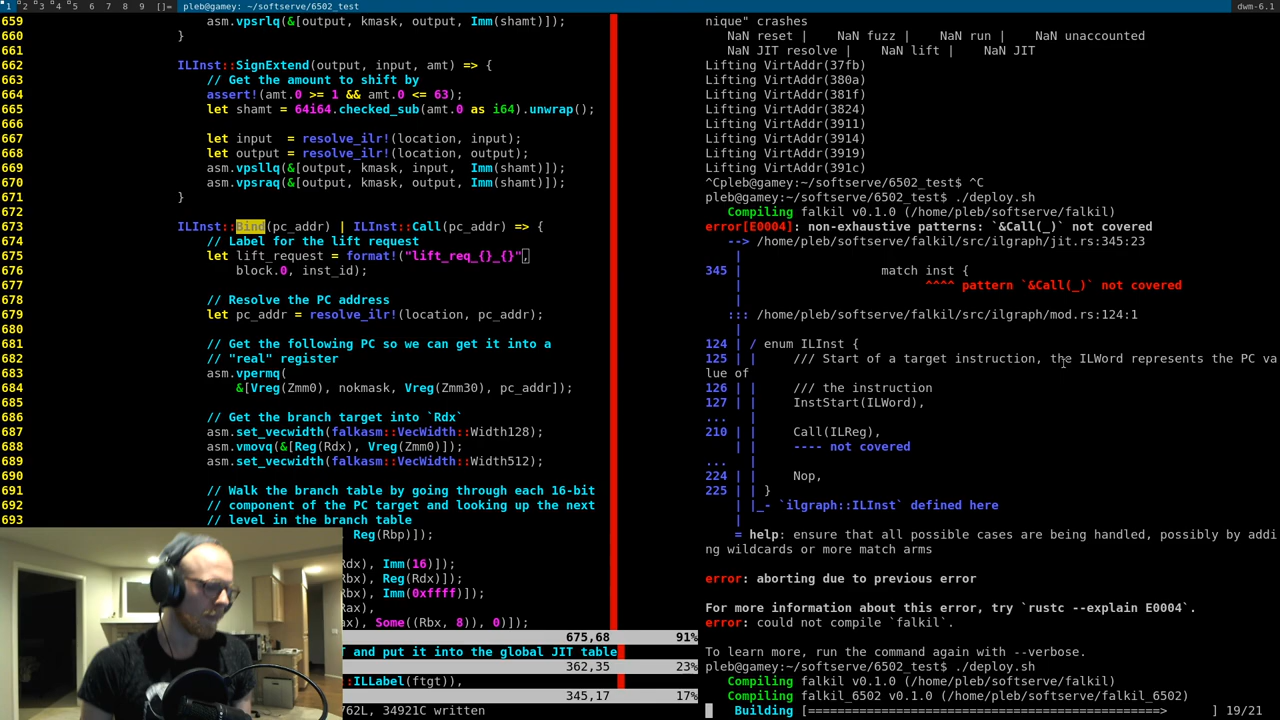 1 2 3 4 5 6 7 8 9 []= pleb@gamey: ~/softserve/6502_test dwm-6.1
659 asm.vpsrlq(&[output, kmask, output, Imm(shamt)]);
660 }
661
662 ILInst::SignExtend(output, input, amt) => {
663 // Get the amount to shift by
664 assert!(amt.0 >= 1 && amt.0 <= 63);
665 let shamt = 64i64.checked_sub(amt.0 as i64).unwrap();
666
667 let input  = resolve_ilr!(location, input);
668 let output = resolve_ilr!(location, output);
669 asm.vpsllq(&[output, kmask, input,  Imm(shamt)]);
670 asm.vpsraq(&[output, kmask, output, Imm(shamt)]);
671 }
672
673 ILInst::Bind(pc_addr) | ILInst::Call(pc_addr) => {
674 // Label for the lift request
675 let lift_request = format!("lift_req_{}_{}",
676 block.0, inst_id);
677
678 // Resolve the PC address
679 let pc_addr = resolve_ilr!(location, pc_addr);
680
681 // Get the following PC so we can get it into a
682 // "real" register
683 asm.vpermq(
684 &[Vreg(Zmm0), nokmask, Vreg(Zmm30), pc_addr]);
685
686 // Get the branch target into `Rdx`
687 asm.set_vecwidth(falkasm::VecWidth::Width128);
688 asm.vmovq(&[Reg(Rdx), Vreg(Zmm0)]);
689 asm.set_vecwidth(falkasm::VecWidth::Width512);
690
691 // Walk the branch table by going through each 16-bit
692 // component of the PC target and looking up the next
693 // level in the branch table
Reg(Rbp)]);
dx), Imm(16)]);
bx), Reg(Rdx)]);
bx), Imm(0xffff)]);
ax),
ax), Some((Rbx, 8)), 0)]);
675,68 91%
T and put it into the global JIT table
362,35 23%
:ILLabel(ftgt)),
345,17 17%
762L, 34921C written
nique" crashes
NaN reset | NaN fuzz | NaN run | NaN unaccounted
NaN JIT resolve | NaN lift | NaN JIT
Lifting VirtAddr(37fb)
Lifting VirtAddr(380a)
Lifting VirtAddr(381f)
Lifting VirtAddr(3824)
Lifting VirtAddr(3911)
Lifting VirtAddr(3914)
Lifting VirtAddr(3919)
Lifting VirtAddr(391c)
^Cpleb@gamey:~/softserve/6502_test$ ^C
pleb@gamey:~/softserve/6502_test$ ./deploy.sh
Compiling falkil v0.1.0 (/home/pleb/softserve/falkil)
error[E0004]: non-exhaustive patterns: `&Call(_)` not covered
--> /home/pleb/softserve/falkil/src/ilgraph/jit.rs:345:23
|
345 | match inst {
| ^^^^ pattern `&Call(_)` not covered
|
::: /home/pleb/softserve/falkil/src/ilgraph/mod.rs:124:1
|
124 | / enum ILInst {
125 | | /// Start of a target instruction, the ILWord represents the PC va
lue of
126 | | /// the instruction
127 | | InstStart(ILWord),
... |
210 | | Call(ILReg),
| | ---- not covered
... |
224 | | Nop,
225 | | }
| |_- `ilgraph::ILInst` defined here
|
= help: ensure that all possible cases are being handled, possibly by addi
ng wildcards or more match arms
error: aborting due to previous error
For more information about this error, try `rustc --explain E0004`.
error: could not compile `falkil`.
To learn more, run the command again with --verbose.
pleb@gamey:~/softserve/6502_test$ ./deploy.sh
Compiling falkil v0.1.0 (/home/pleb/softserve/falkil)
Compiling falkil_6502 v0.1.0 (/home/pleb/softserve/falkil_6502)
Building [===============================================> ] 19/21